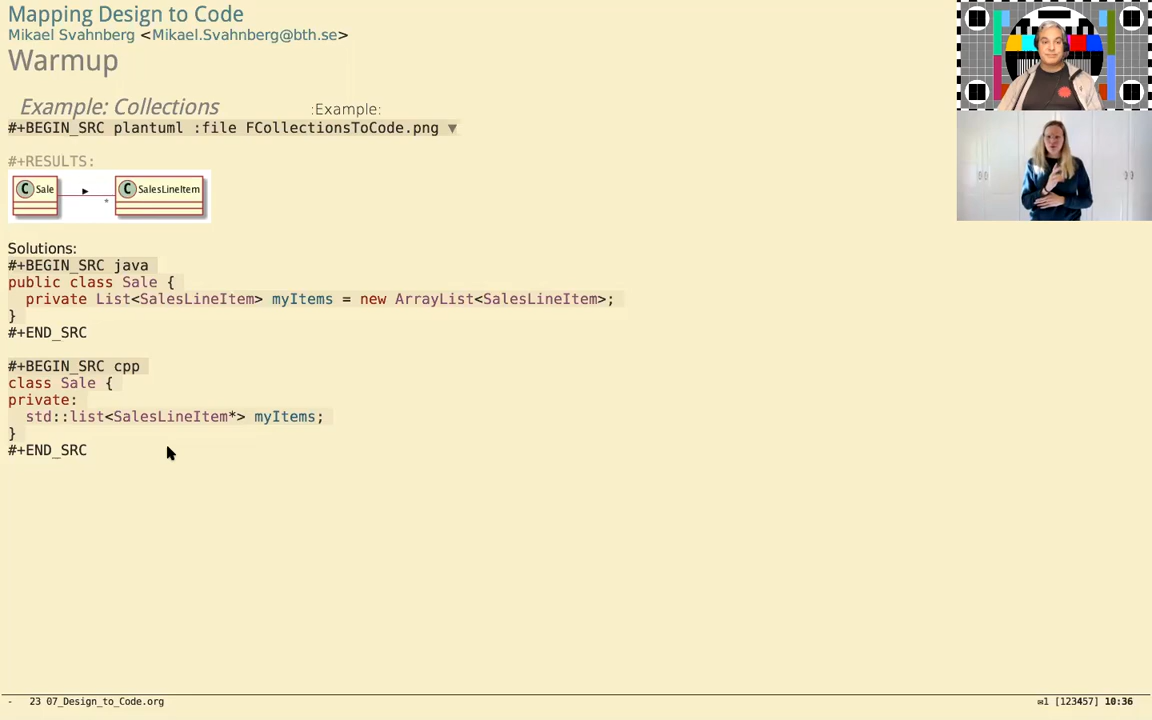 Mapping Design to Code
Mikael Svahnberg <Mikael.Svahnberg@bth.se>
Warmup
Example: Collections :Example:
#+BEGIN_SRC plantuml :file FCollectionsToCode.png ▼
#+RESULTS:
C Sale ► * C SalesLineItem
Solutions:
#+BEGIN_SRC java
public class Sale {
  private List<SalesLineItem> myItems = new ArrayList<SalesLineItem>;
}
#+END_SRC
#+BEGIN_SRC cpp
class Sale {
private:
  std::list<SalesLineItem*> myItems;
}
#+END_SRC
- 23 07_Design_to_Code.org ✉1 [123457] 10:36